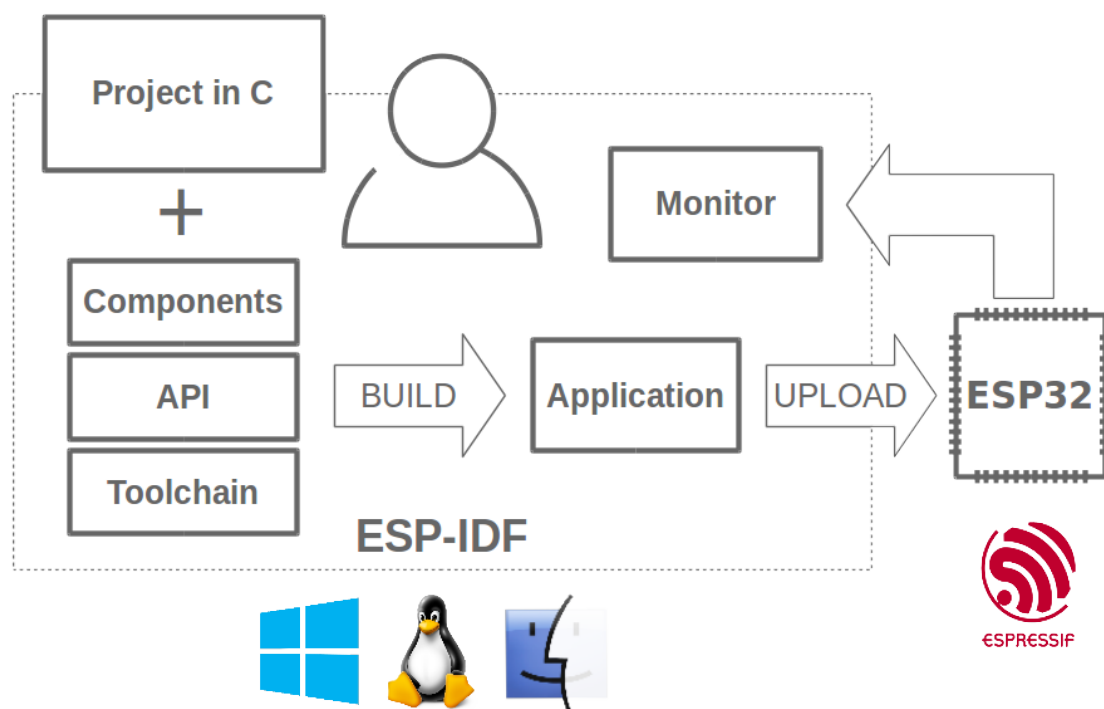 Project in C
+
Components
API
Toolchain
BUILD
Application
UPLOAD
Monitor
ESP32
ESP-IDF
ESPRESSIF